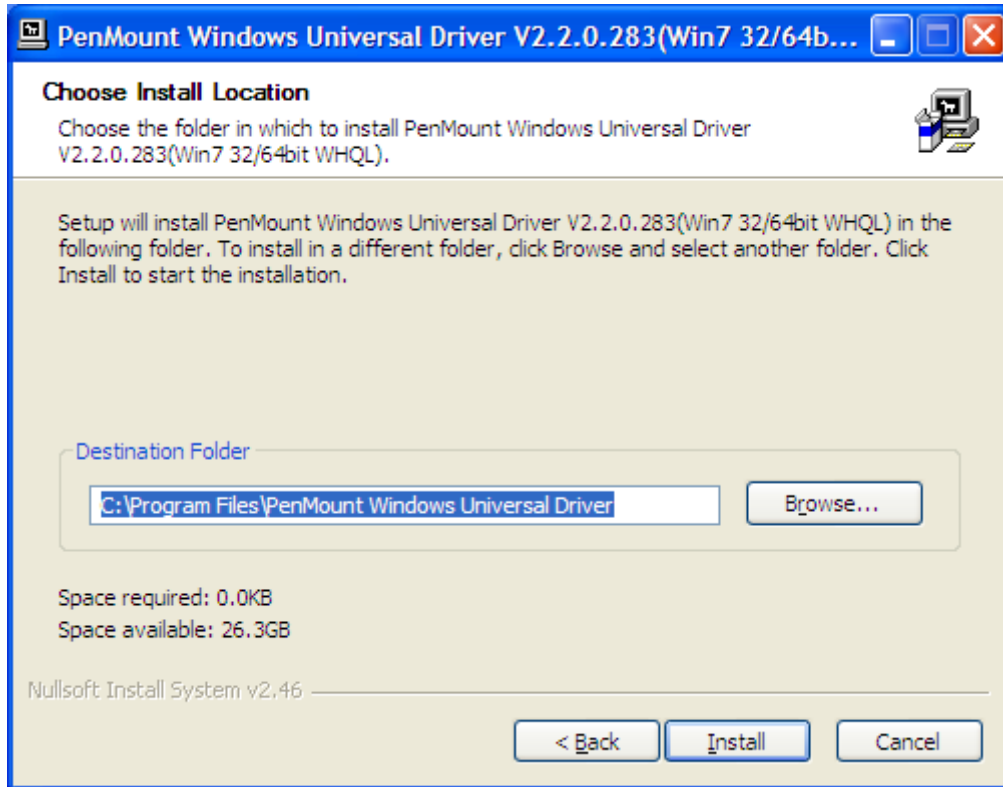 PenMount Windows Universal Driver V2.2.0.283(Win7 32/64b...
Choose Install Location
Choose the folder in which to install PenMount Windows Universal Driver
V2.2.0.283(Win7 32/64bit WHQL).
Setup will install PenMount Windows Universal Driver V2.2.0.283(Win7 32/64bit WHQL) in the
following folder. To install in a different folder, click Browse and select another folder. Click
Install to start the installation.
Destination Folder
C:\Program Files\PenMount Windows Universal Driver
Browse...
Space required: 0.0KB
Space available: 26.3GB
Nullsoft Install System v2.46
< Back
Install
Cancel